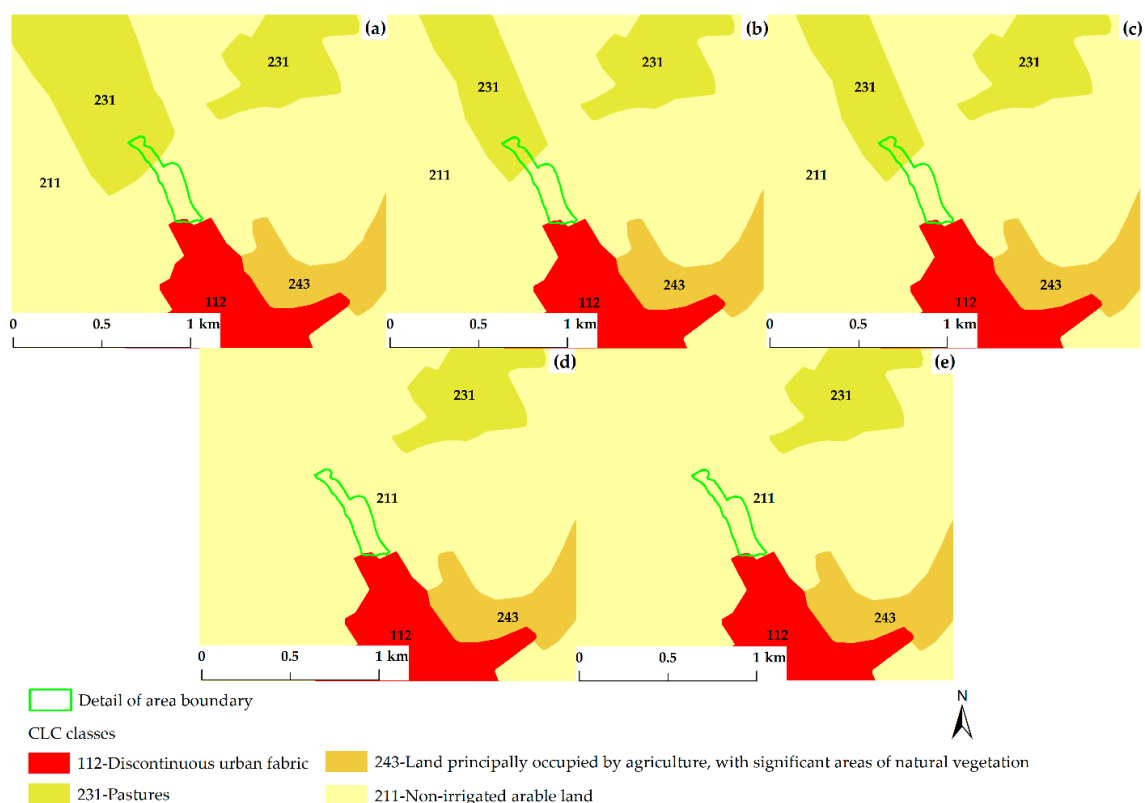 (a)
231
231
211
243
112
0 0.5 1 km
(b)
231
231
211
243
112
0 0.5 1 km
(c)
231
231
211
243
112
0 0.5 1 km
(d)
231
211
243
112
0 0.5 1 km
(e)
231
211
243
112
0 0.5 1 km
Detail of area boundary
N
CLC classes
112-Discontinuous urban fabric
243-Land principally occupied by agriculture, with significant areas of natural vegetation
231-Pastures
211-Non-irrigated arable land